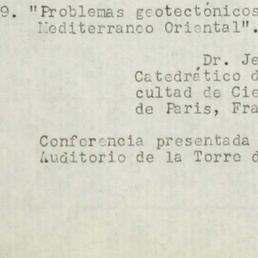 9. "Problemas geotectónicos
Mediterraneo Oriental".
Dr. Je
Catedrático d
cultad de Cie
de Paris, Fra
Conferencia presentada
Auditorio de la Torre d